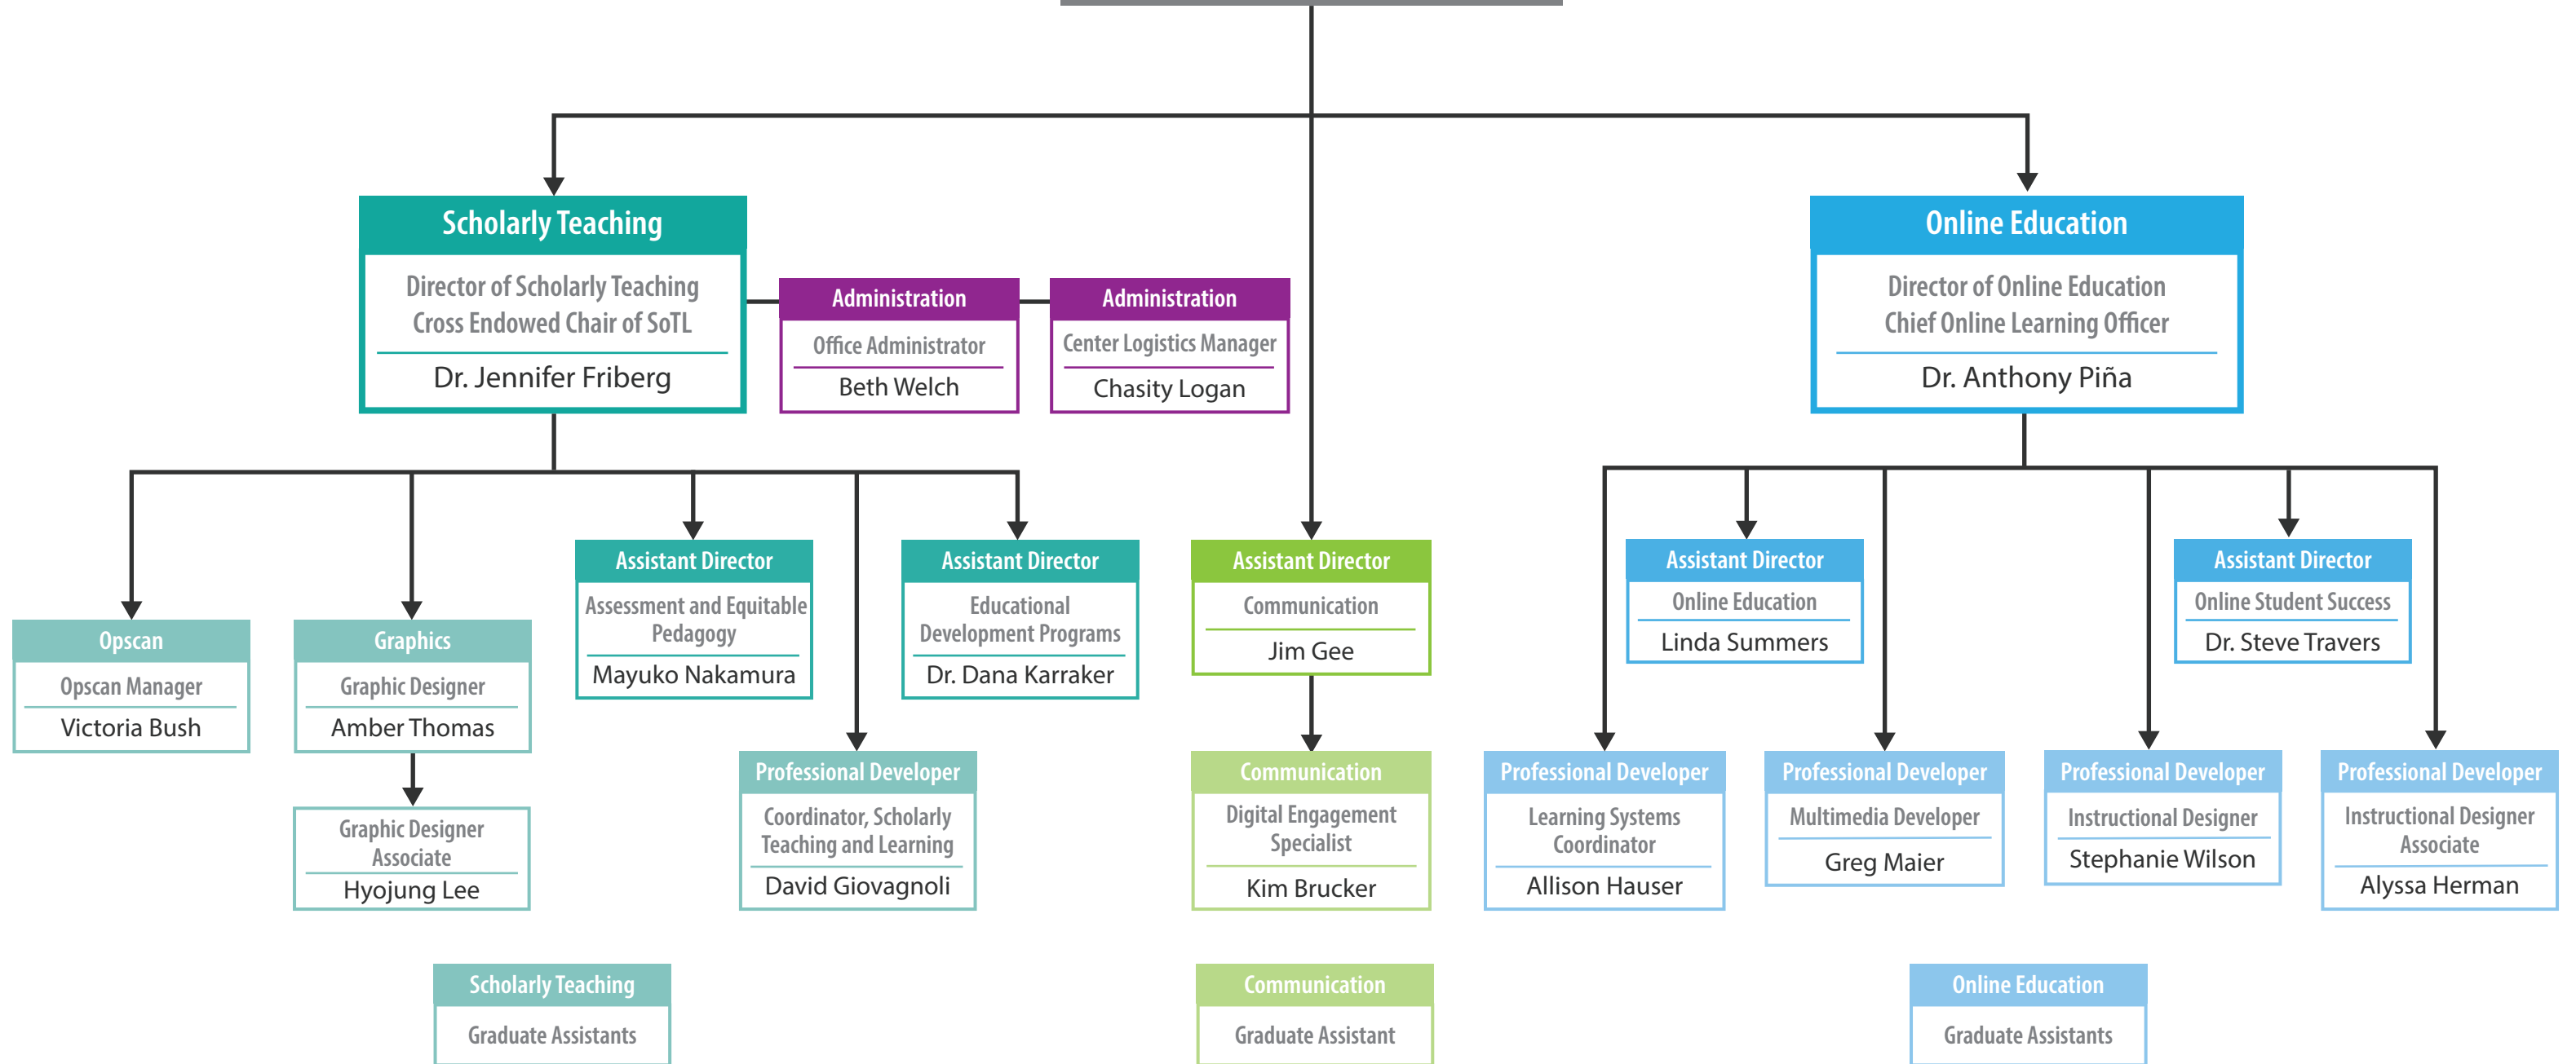 Scholarly Teaching
Director of Scholarly Teaching
Cross Endowed Chair of SoTL
Dr. Jennifer Friberg
Administration
Office Administrator
Beth Welch
Administration
Center Logistics Manager
Chasity Logan
Online Education
Director of Online Education
Chief Online Learning Officer
Dr. Anthony Piña
Opscan
Opscan Manager
Victoria Bush
Graphics
Graphic Designer
Amber Thomas
Graphic Designer
Associate
Hyojung Lee
Assistant Director
Assessment and Equitable
Pedagogy
Mayuko Nakamura
Professional Developer
Coordinator, Scholarly
Teaching and Learning
David Giovagnoli
Assistant Director
Educational
Development Programs
Dr. Dana Karraker
Assistant Director
Communication
Jim Gee
Communication
Digital Engagement
Specialist
Kim Brucker
Assistant Director
Online Education
Linda Summers
Assistant Director
Online Student Success
Dr. Steve Travers
Professional Developer
Learning Systems
Coordinator
Allison Hauser
Professional Developer
Multimedia Developer
Greg Maier
Professional Developer
Instructional Designer
Stephanie Wilson
Professional Developer
Instructional Designer
Associate
Alyssa Herman
Scholarly Teaching
Graduate Assistants
Communication
Graduate Assistant
Online Education
Graduate Assistants